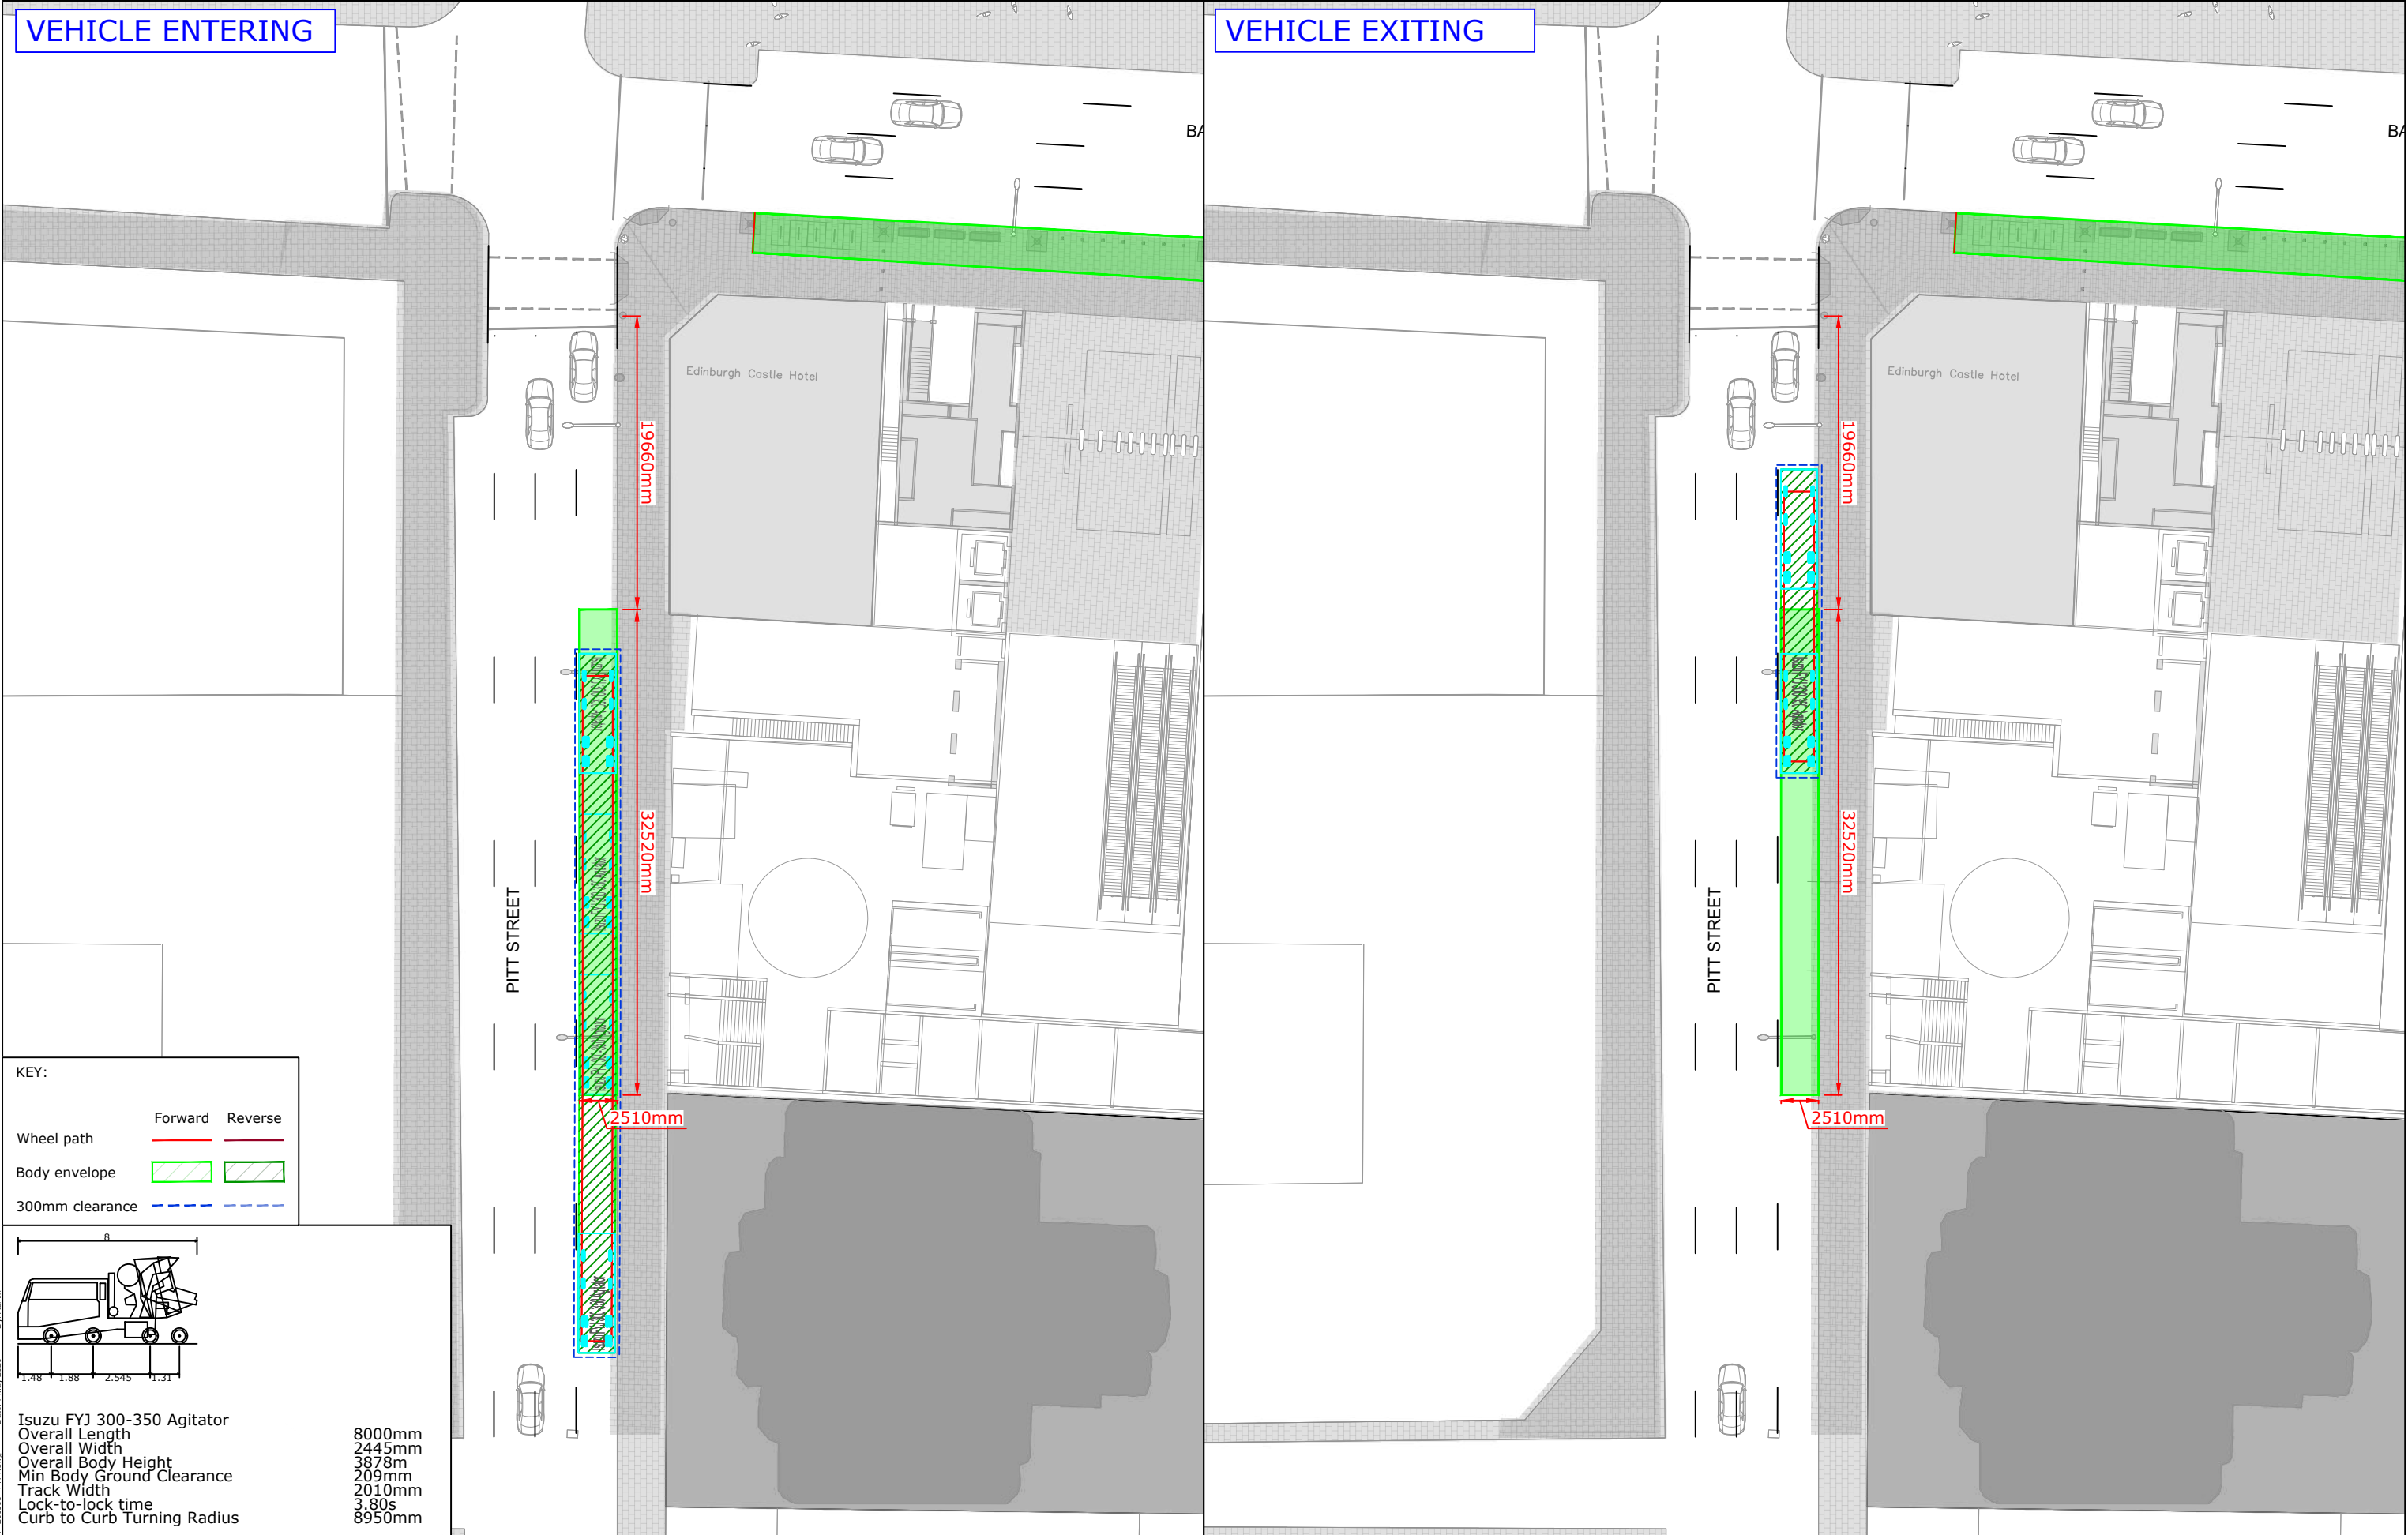 VEHICLE ENTERING
BA
Edinburgh Castle Hotel
19660mm
32520mm
2510mm
PITT STREET
KEY:
Forward Reverse
Wheel path
Body envelope
300mm clearance
8
1.48 1.88 2.545 1.31
Isuzu FYJ 300-350 Agitator
Overall Length 8000mm
Overall Width 2445mm
Overall Body Height 3878m
Min Body Ground Clearance 209mm
Track Width 2010mm
Lock-to-lock time 3.80s
Curb to Curb Turning Radius 8950mm
VEHICLE EXITING
BA
Edinburgh Castle Hotel
19660mm
32520mm
2510mm
PITT STREET